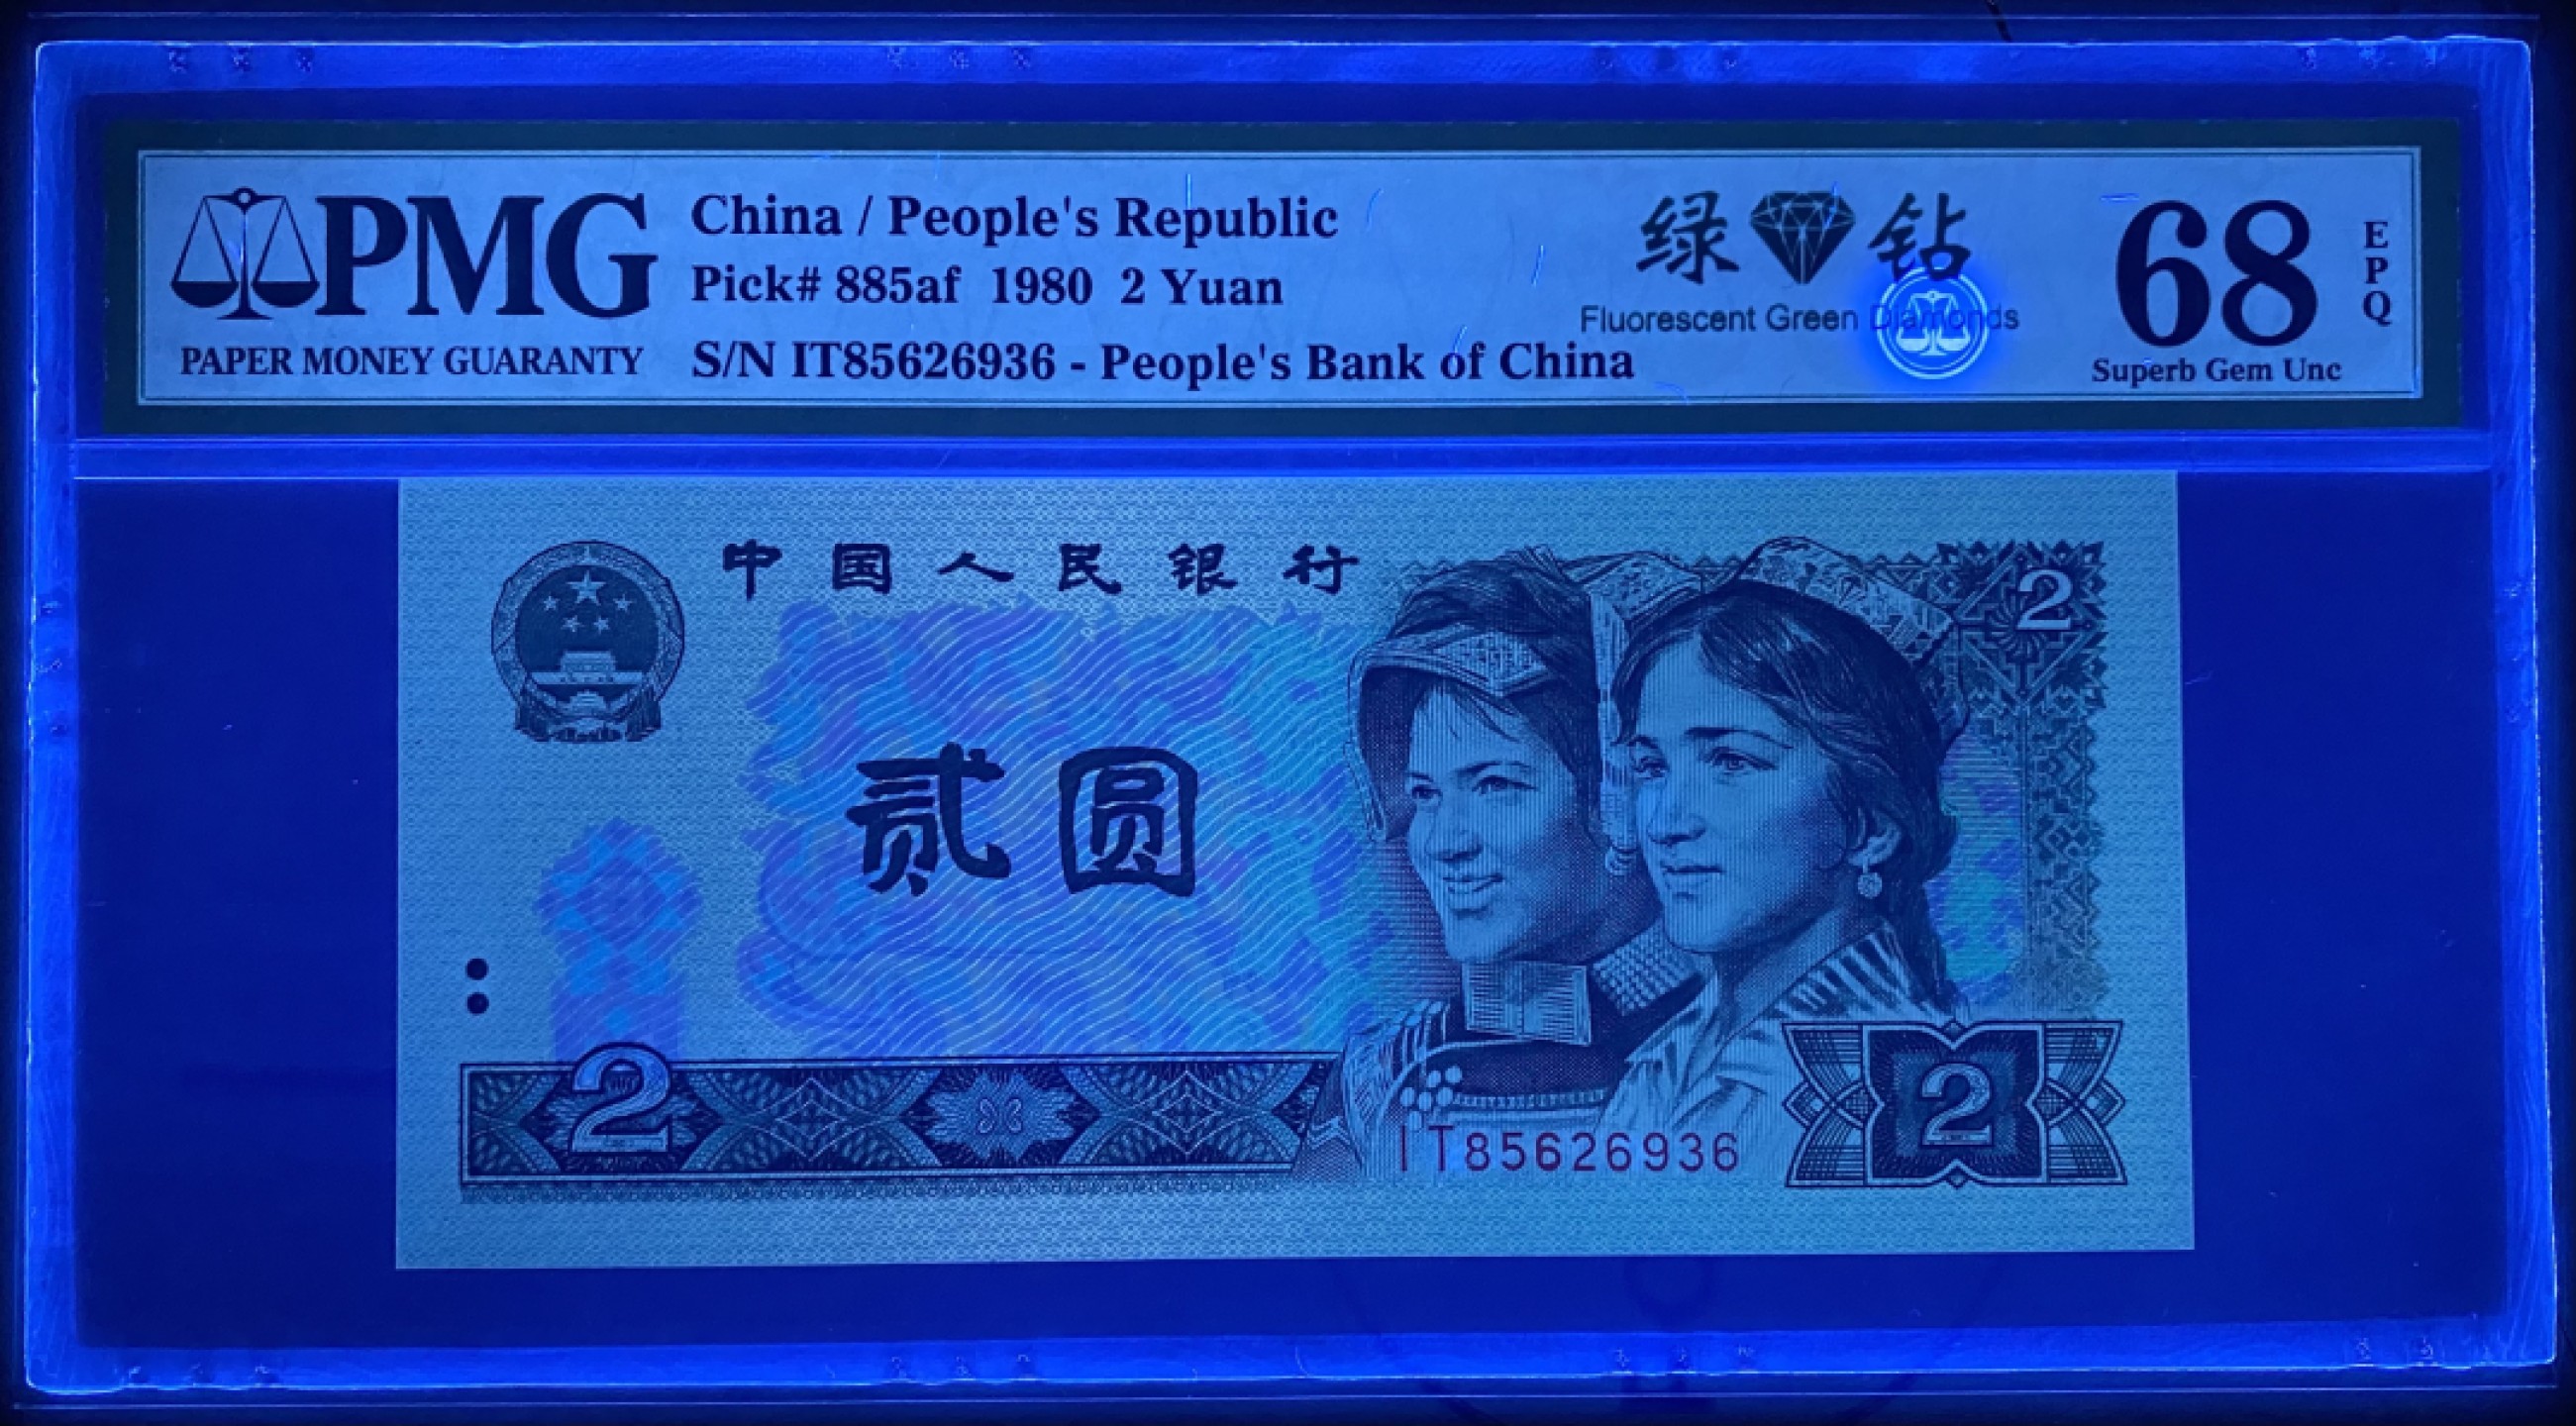 PMG
PAPER MONEY GUARANTY
China / People's Republic
Pick# 885af 1980 2 Yuan
S/N IT85626936 - People's Bank of China
绿钻
Fluorescent Green Diamonds
68
EPQ
Superb Gem Unc
中国人民银行
2
贰圆
2
IT85626936
2